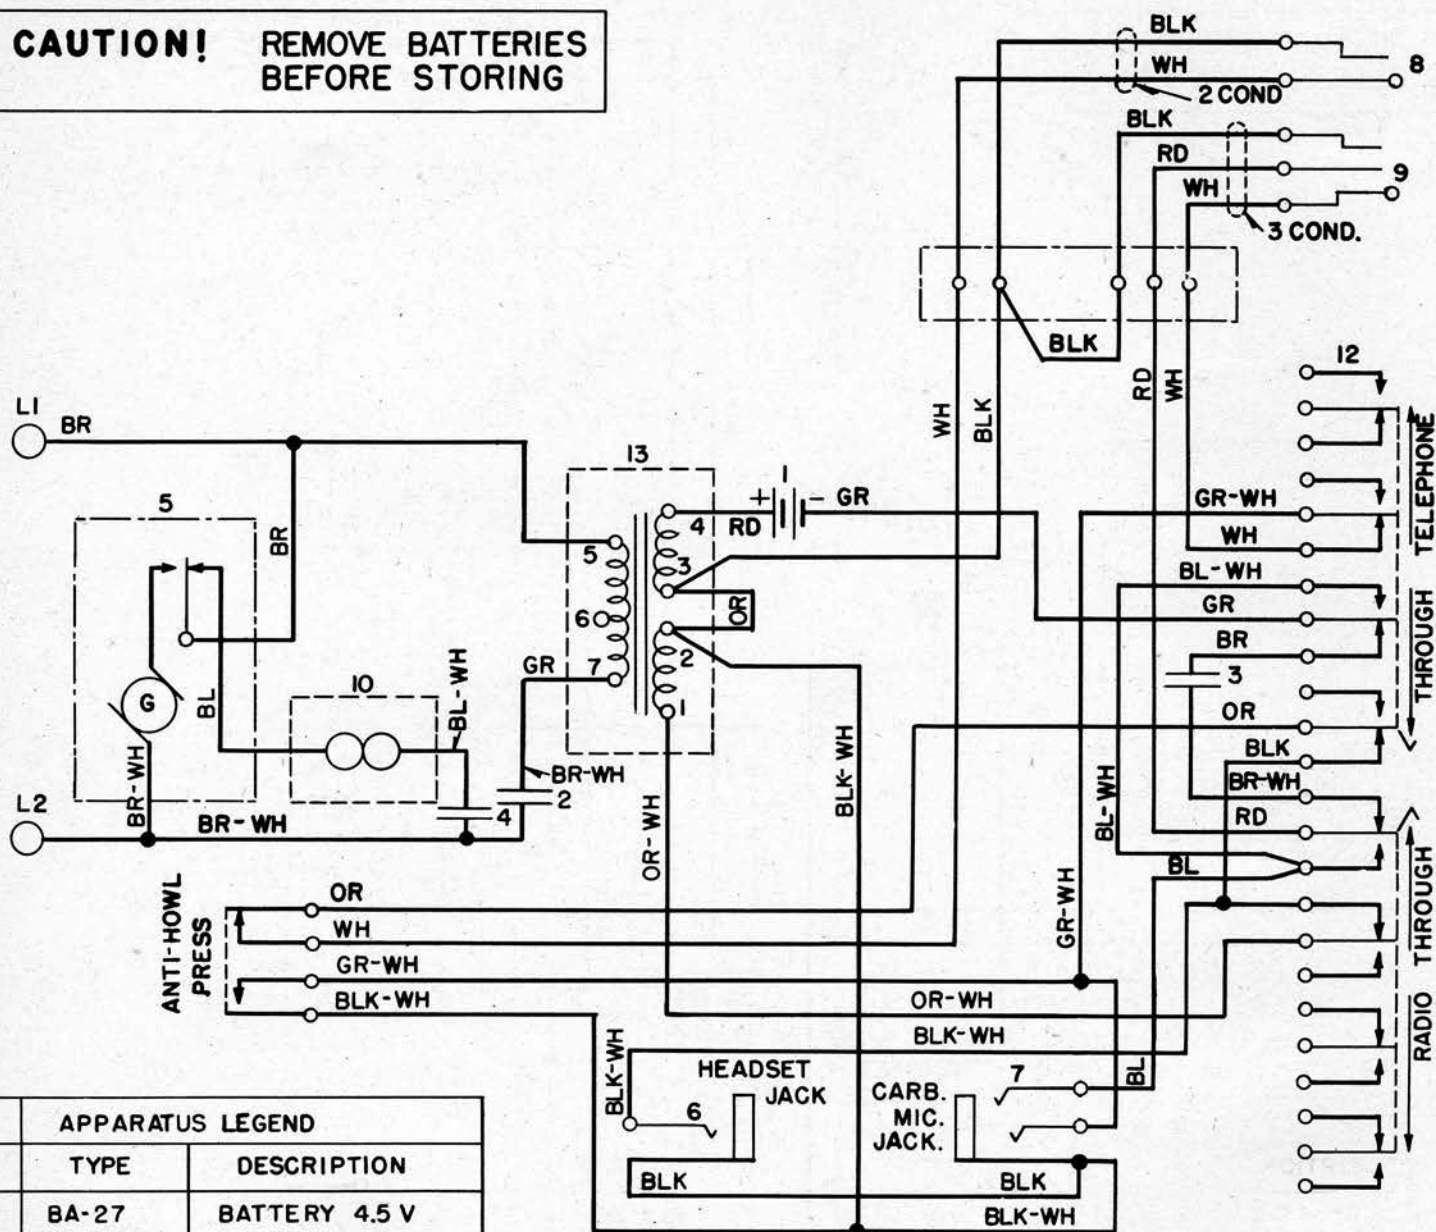 CAUTION! REMOVE BATTERIES
BEFORE STORING
BLK
WH
8
2 COND
BLK
RD
WH
9
3 COND.
BLK
RD
WH
WH
BLK
12
L1
BR
5
BR
13
1
+
-
GR
4
RD
5
3
6
OR
2
7
GR
1
G
BL
10
BL-WH
BR-WH
2
4
BR-WH
L2
BR-WH
OR-WH
BLK-WH
GR-WH
WH
BL-WH
GR
BR
3
OR
BLK
BR-WH
RD
BL-WH
BL
GR-WH
TELEPHONE
THROUGH
THROUGH
RADIO
ANTI-HOWL
PRESS
OR
WH
GR-WH
BLK-WH
OR-WH
BLK-WH
BLK-WH
HEADSET
JACK
6
CARB.
MIC.
JACK.
7
BL
BLK
BLK
BLK-WH
APPARATUS LEGEND
TYPE DESCRIPTION
BA-27 BATTERY 4.5 V